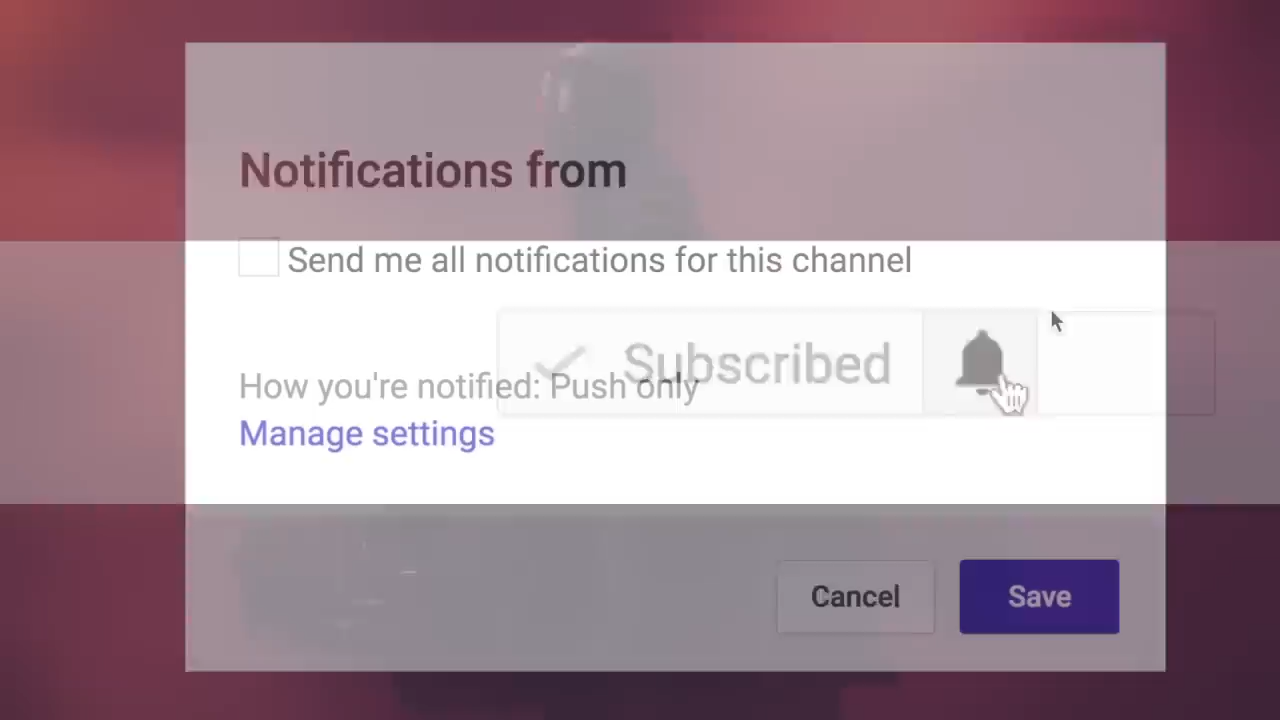 Notifications from
Send me all notifications for this channel
Subscribed
How you're notified: Push only
Manage settings
Cancel
Save